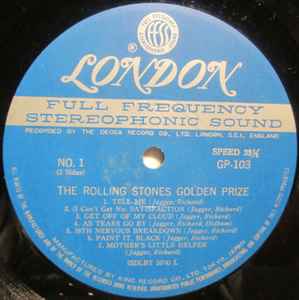 LONDON
®
FULL FREQUENCY
STEREOPHONIC SOUND
RECORDED BY THE DECCA RECORD CO., LTD., LONDON, S.E.1, ENGLAND
NO. 1
SPEED 33⅓
GP-103
THE ROLLING STONES GOLDEN PRIZE
1. TELL ME (Jagger, Richard)
2. (I Can't Get No) SATISFACTION (Jagger, Richard)
3. GET OFF OF MY CLOUD (Jagger, Richard)
4. AS TEARS GO BY (Jagger, Richard, Oldham)
5. 19TH NERVOUS BREAKDOWN (Jagger, Richard)
6. PAINT IT, BLACK (Jagger, Richard)
7. MOTHER'S LITTLE HELPER
(Jagger, Richard)
MANUFACTURED BY KING RECORD CO., LTD. TOKYO, JAPAN